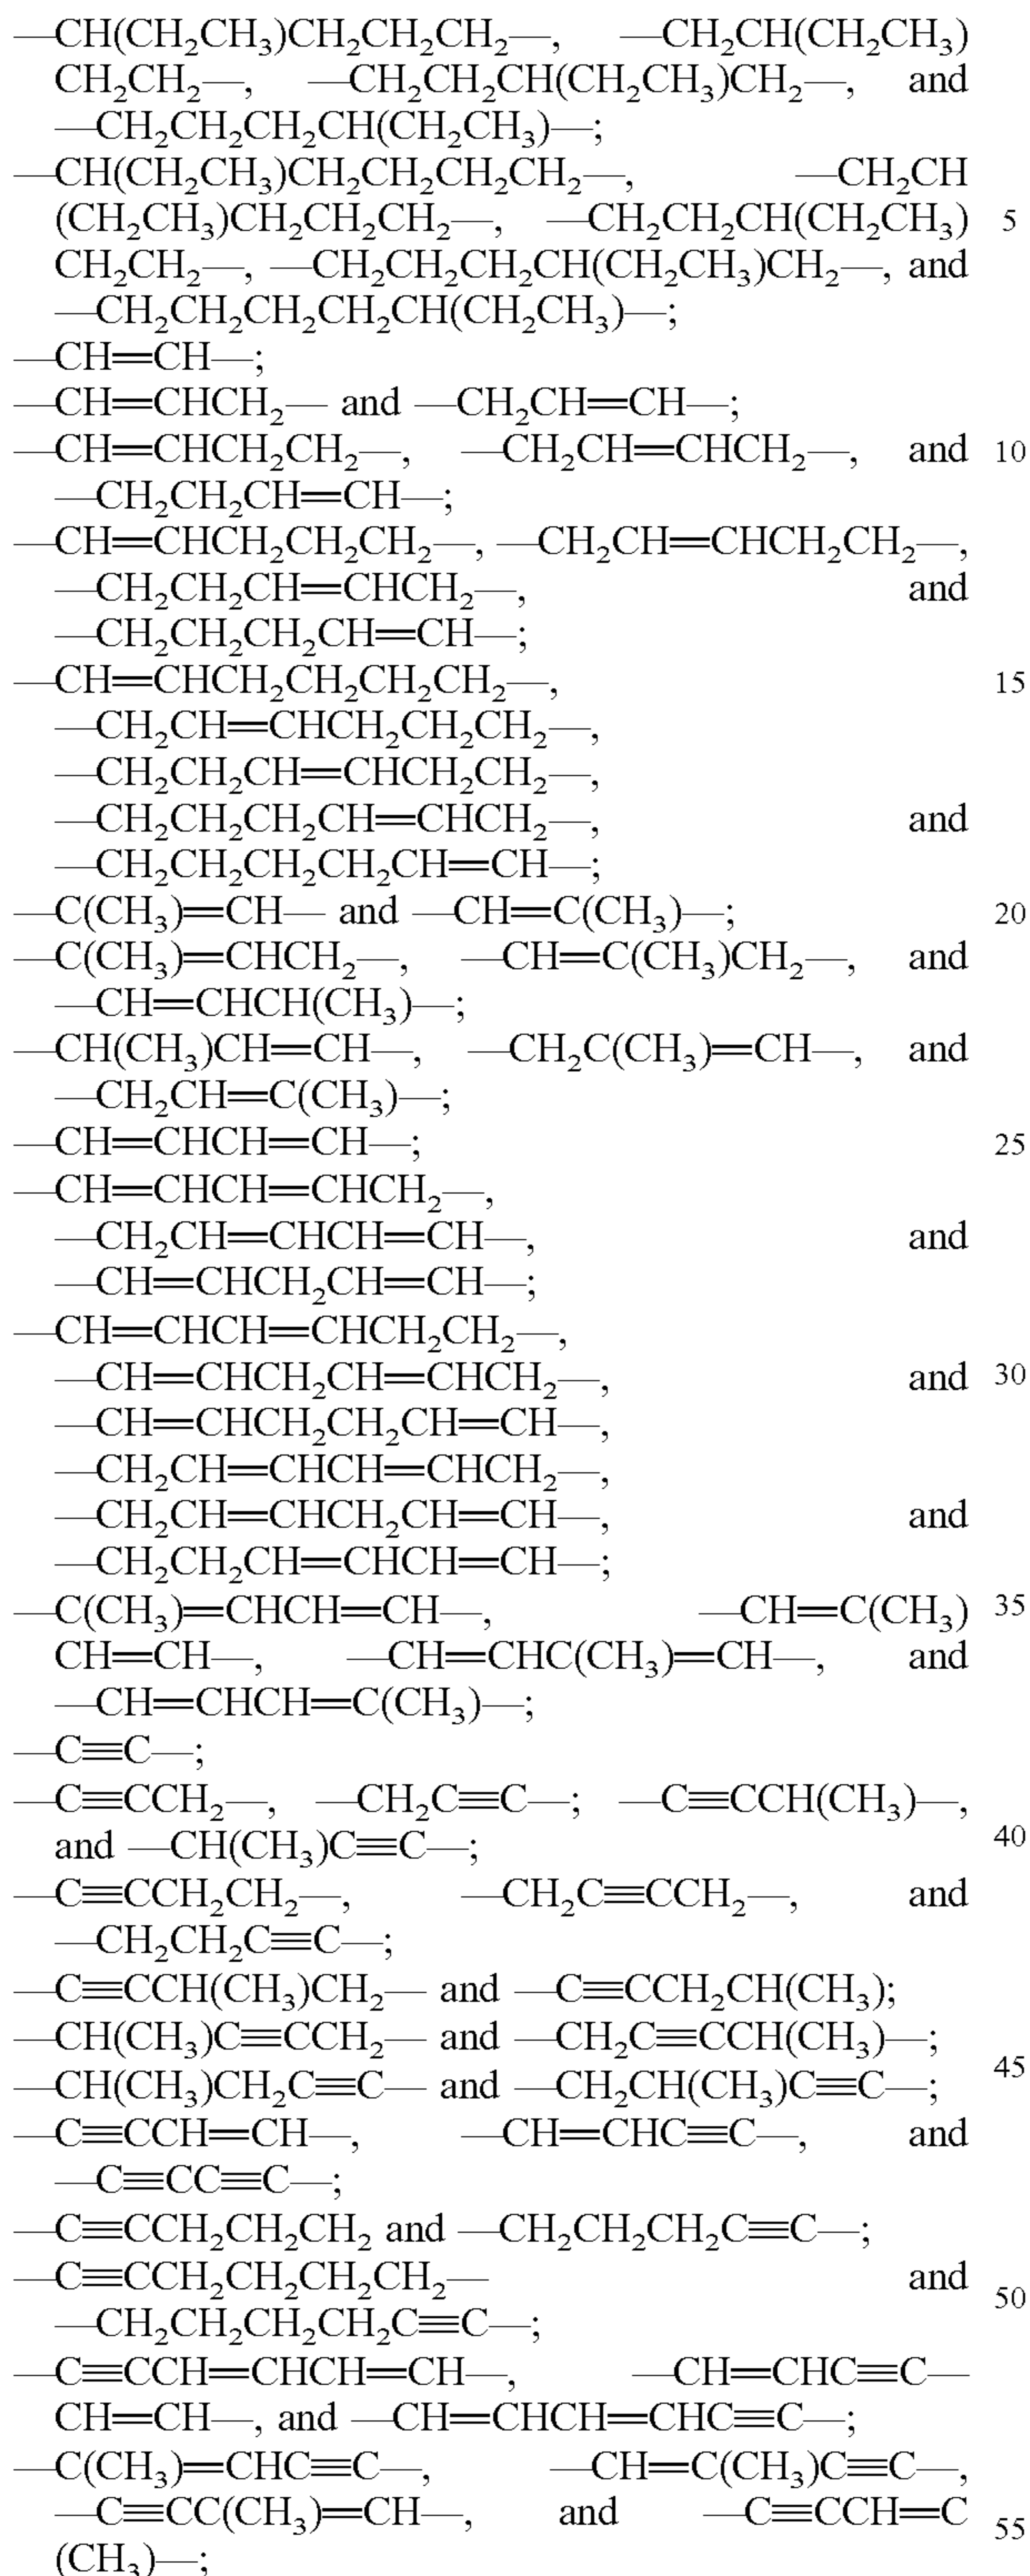 —CH(CH₂CH₃)CH₂CH₂CH₂—, —CH₂CH(CH₂CH₃)
CH₂CH₂—, —CH₂CH₂CH(CH₂CH₃)CH₂—, and
—CH₂CH₂CH₂CH(CH₂CH₃)—;
—CH(CH₂CH₃)CH₂CH₂CH₂CH₂—, —CH₂CH
(CH₂CH₃)CH₂CH₂CH₂—, —CH₂CH₂CH(CH₂CH₃) 5
CH₂CH₂—, —CH₂CH₂CH₂CH(CH₂CH₃)CH₂—, and
—CH₂CH₂CH₂CH₂CH(CH₂CH₃)—;
—CH=CH—;
—CH=CHCH₂— and —CH₂CH=CH—;
—CH=CHCH₂CH₂—, —CH₂CH=CHCH₂—, and 10
—CH₂CH₂CH=CH—;
—CH=CHCH₂CH₂CH₂—, —CH₂CH=CHCH₂CH₂—,
—CH₂CH₂CH=CHCH₂—, and
—CH₂CH₂CH₂CH=CH—;
—CH=CHCH₂CH₂CH₂CH₂—, 15
—CH₂CH=CHCH₂CH₂CH₂—,
—CH₂CH₂CH=CHCH₂CH₂—,
—CH₂CH₂CH₂CH=CHCH₂—, and
—CH₂CH₂CH₂CH₂CH=CH—;
—C(CH₃)=CH— and —CH=C(CH₃)—; 20
—C(CH₃)=CHCH₂—, —CH=C(CH₃)CH₂—, and
—CH=CHCH(CH₃)—;
—CH(CH₃)CH=CH—, —CH₂C(CH₃)=CH—, and
—CH₂CH=C(CH₃)—;
—CH=CHCH=CH—; 25
—CH=CHCH=CHCH₂—,
—CH₂CH=CHCH=CH—, and
—CH=CHCH₂CH=CH—;
—CH=CHCH=CHCH₂CH₂—,
—CH=CHCH₂CH=CHCH₂—, and 30
—CH=CHCH₂CH₂CH=CH—,
—CH₂CH=CHCH=CHCH₂—,
—CH₂CH=CHCH₂CH=CH—, and
—CH₂CH₂CH=CHCH=CH—;
—C(CH₃)=CHCH=CH—, —CH=C(CH₃) 35
CH=CH—, —CH=CHC(CH₃)=CH—, and
—CH=CHCH=C(CH₃)—;
—C≡C—;
—C≡CCH₂—, —CH₂C≡C—; —C≡CCH(CH₃)—,
and —CH(CH₃)C≡C—; 40
—C≡CCH₂CH₂—, —CH₂C≡CCH₂—, and
—CH₂CH₂C≡C—;
—C≡CCH(CH₃)CH₂— and —C≡CCH₂CH(CH₃);
—CH(CH₃)C≡CCH₂— and —CH₂C≡CCH(CH₃)—;
—CH(CH₃)CH₂C≡C— and —CH₂CH(CH₃)C≡C—; 45
—C≡CCH=CH—, —CH=CHC≡C—, and
—C≡CC≡C—;
—C≡CCH₂CH₂CH₂ and —CH₂CH₂CH₂C≡C—;
—C≡CCH₂CH₂CH₂CH₂— and 50
—CH₂CH₂CH₂CH₂C≡C—;
—C≡CCH=CHCH=CH—, —CH=CHC≡C—
CH=CH—, and —CH=CHCH=CHC≡C—;
—C(CH₃)=CHC≡C—, —CH=C(CH₃)C≡C—,
—C≡CC(CH₃)=CH—, and —C≡CCH=C 55
(CH₃)—;